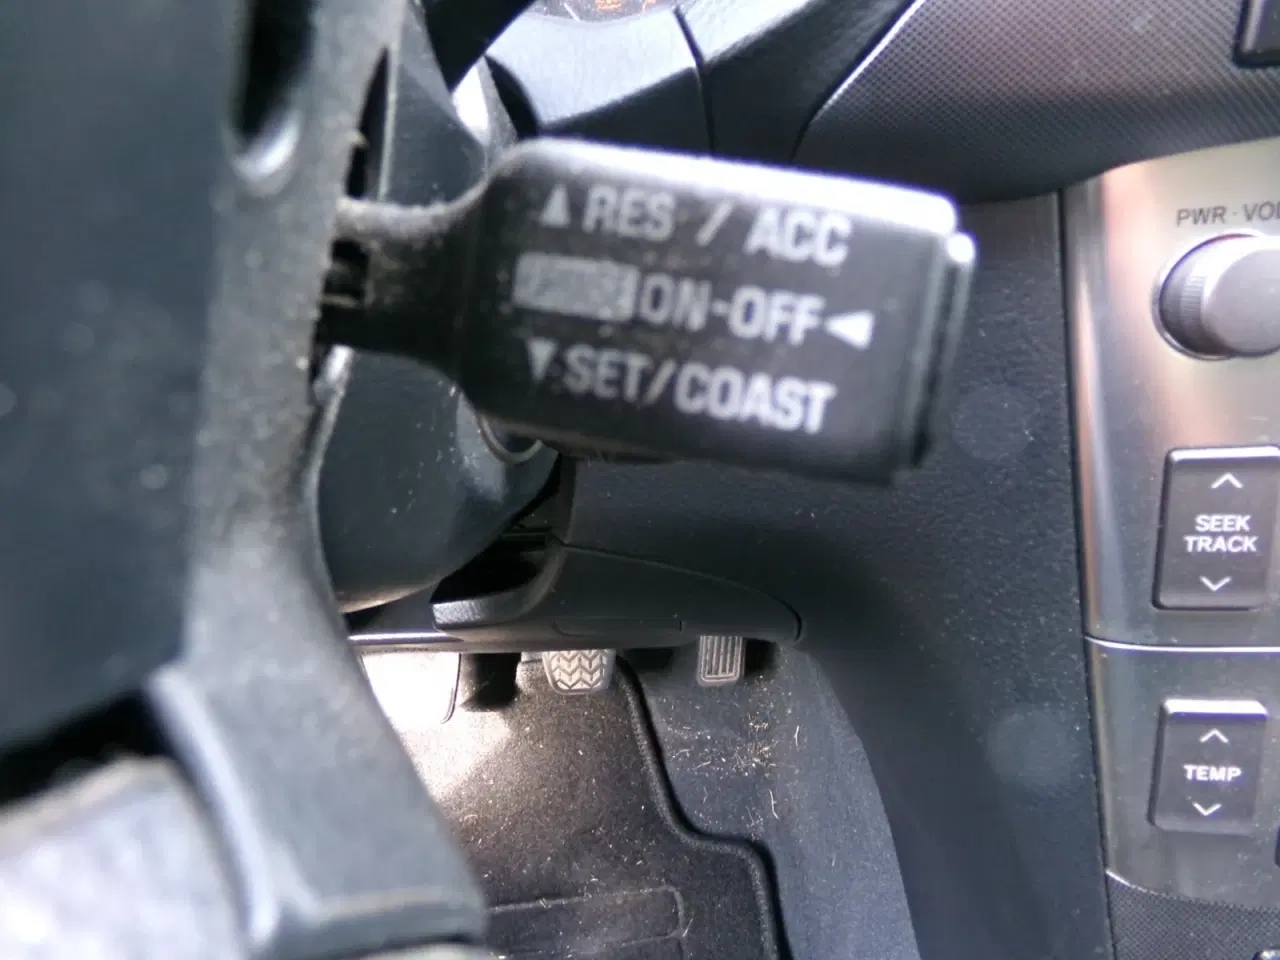 ▲ RES / ACC
ON-OFF ◀
▼ SET/COAST
PWR·VO
SEEK
TRACK
TEMP